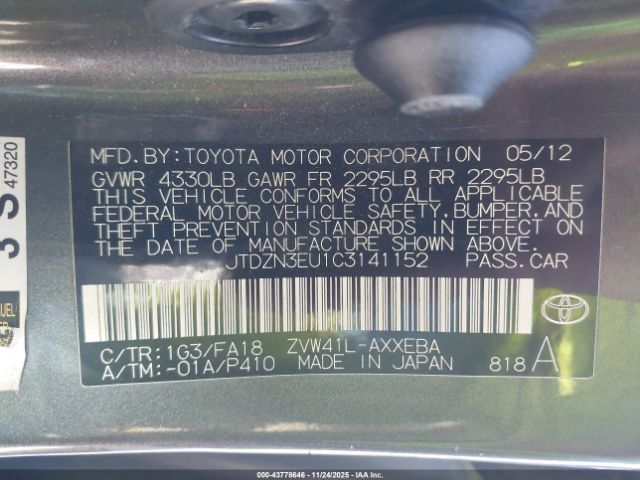 MFD.BY:TOYOTA MOTOR CORPORATION 05/12
GVWR 4330LB GAWR FR 2295LB RR 2295LB
THIS VEHICLE CONFORMS TO ALL APPLICABLE
FEDERAL MOTOR VEHICLE SAFETY,BUMPER,AND
THEFT PREVENTION STANDARDS IN EFFECT ON
THE DATE OF MANUFACTURE SHOWN ABOVE.
JTDZN3EU1C3141152 PASS.CAR
C/TR:1G3/FA18 ZVW41L-AXXEBA
A/TM:-01A/P410 MADE IN JAPAN 818 A
47320
000-43778646 - 11/24/2025 - IAA, Inc.